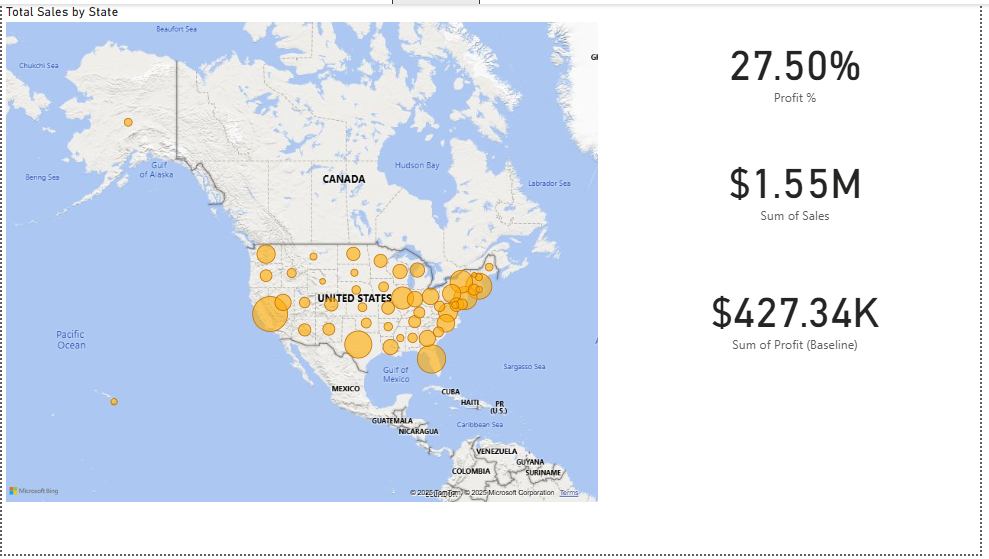 Total Sales by State
Beaufort Sea
Chukchi Sea
Bering Sea
Gulf
of Alaska
Hudson Bay
Labrador Sea
CANADA
UNITED STATES
Pacific
Ocean
Gulf of
Mexico
Sargasso Sea
MEXICO
CUBA
HAITI
PR
(U.S.)
GUATEMALA
NICARAGUA
Caribbean Sea
VENEZUELA
GUYANA
COLOMBIA
SURINAME
Microsoft Bing
© 2025 TomTom, © 2025 Microsoft Corporation Terms
27.50%
Profit %
$1.55M
Sum of Sales
$427.34K
Sum of Profit (Baseline)